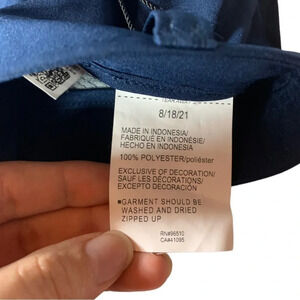 8/18/21
MADE IN INDONESIA/
FABRIQUÉ EN INDONÉSIE/
HECHO EN INDONESIA
100% POLYESTER/poliéster
EXCLUSIVE OF DECORATION/
SAUF LES DÉCORATIONS/
EXCEPTO DECORACIÓN
■GARMENT SHOULD BE
WASHED AND DRIED
ZIPPED UP
RN#96510
CA#41095